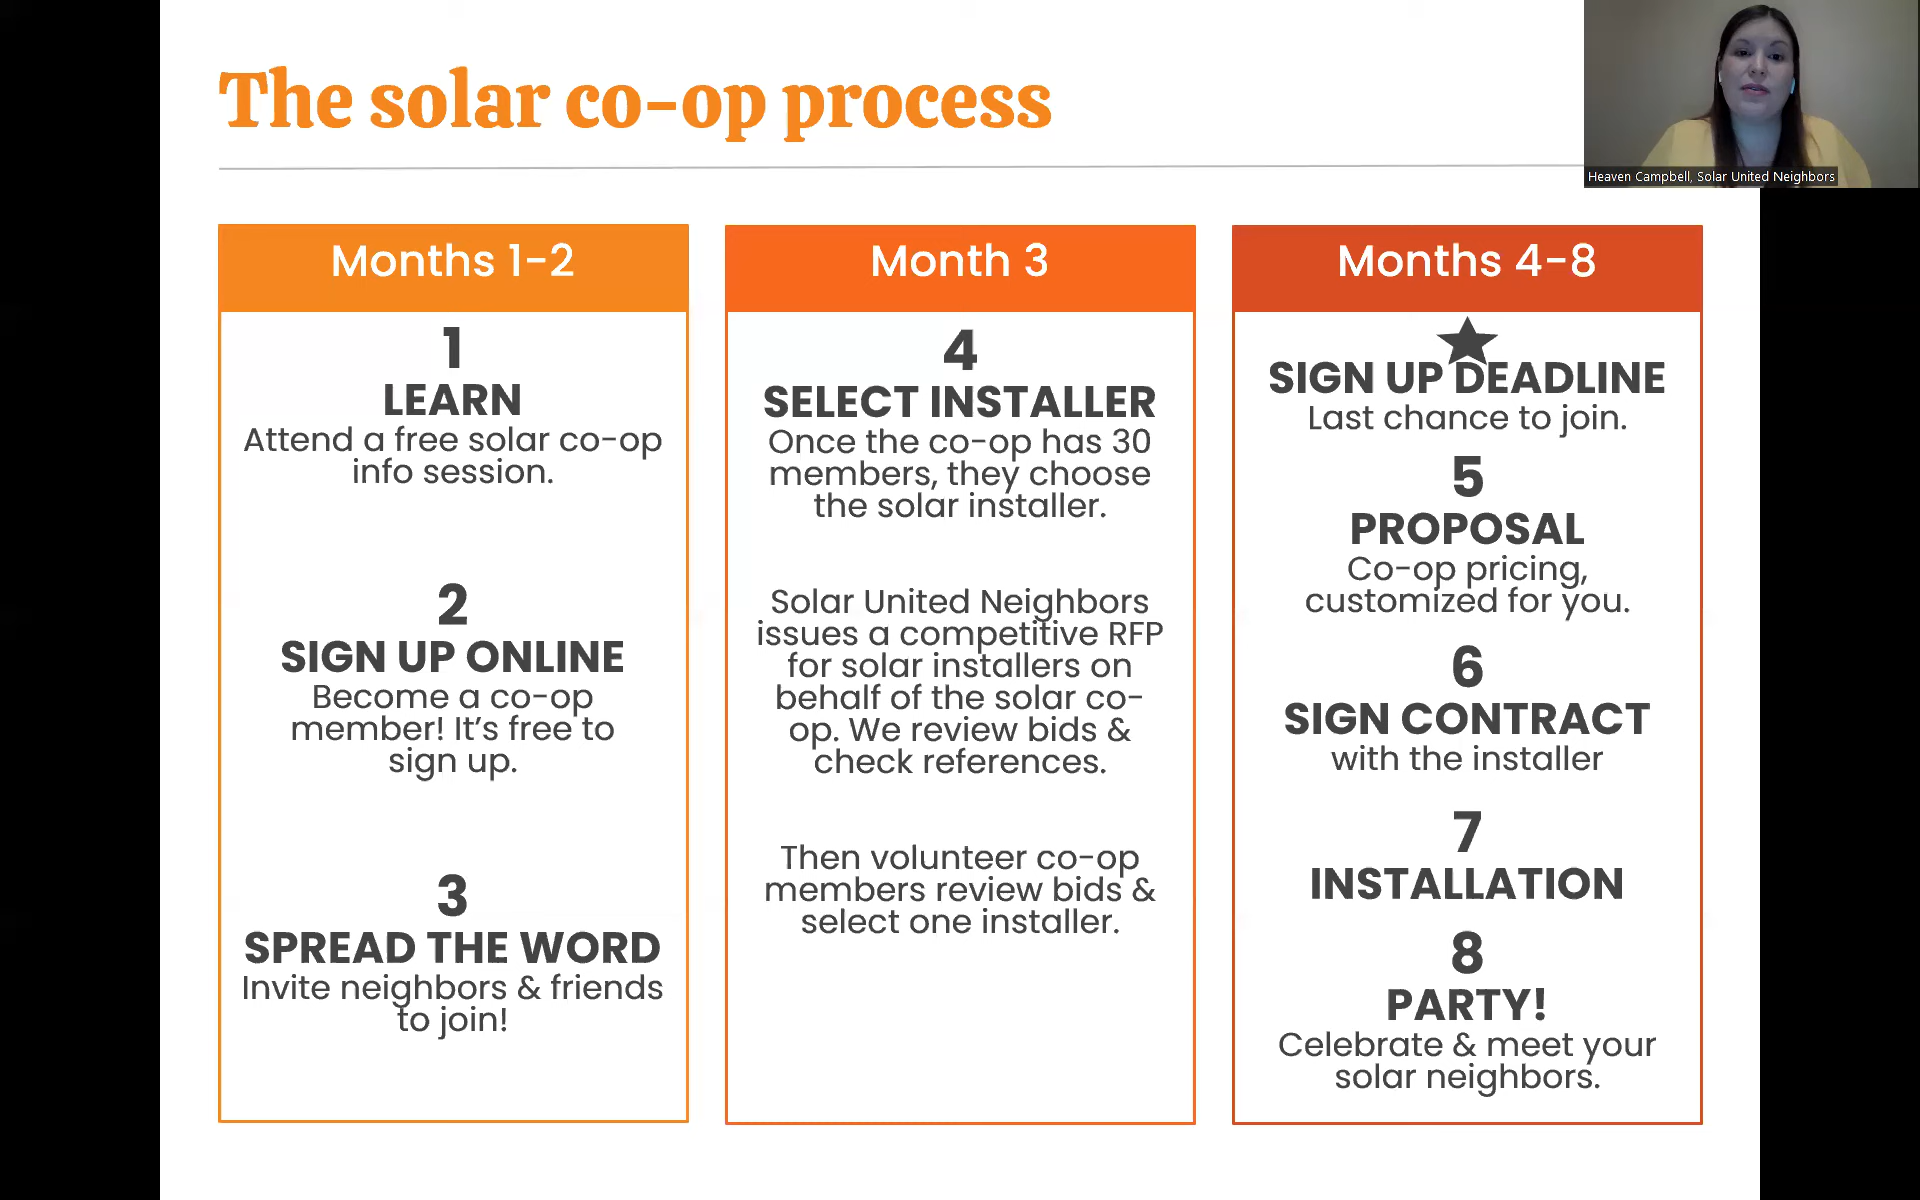 The solar co-op process
Heaven Campbell, Solar United Neighbors
Months 1-2
1
LEARN
Attend a free solar co-op
info session.
2
SIGN UP ONLINE
Become a co-op
member! It’s free to
sign up.
3
SPREAD THE WORD
Invite neighbors & friends
to join!
Month 3
4
SELECT INSTALLER
Once the co-op has 30
members, they choose
the solar installer.
Solar United Neighbors
issues a competitive RFP
for solar installers on
behalf of the solar co-
op. We review bids &
check references.
Then volunteer co-op
members review bids &
select one installer.
Months 4-8
SIGN UP DEADLINE
Last chance to join.
5
PROPOSAL
Co-op pricing,
customized for you.
6
SIGN CONTRACT
with the installer
7
INSTALLATION
8
PARTY!
Celebrate & meet your
solar neighbors.